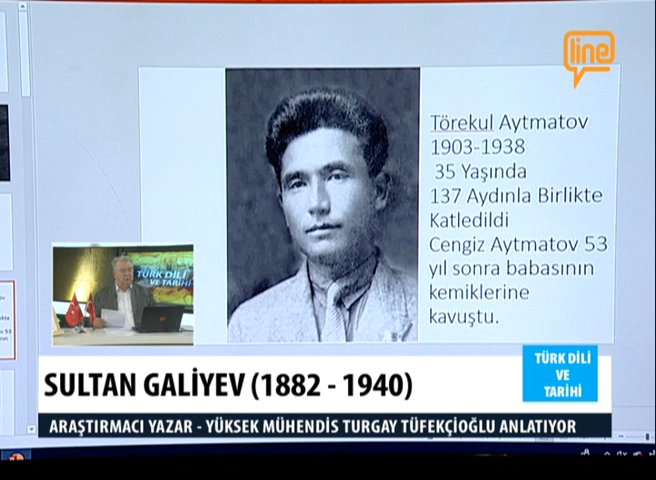 line
Törekul Aytmatov
1903-1938
35 Yaşında
137 Aydınla Birlikte
Katledildi
Cengiz Aytmatov 53
yıl sonra babasının
kemiklerine
kavuştu.
TÜRK DİLİ
VE TARİHİ
SULTAN GALİYEV (1882 - 1940)
TÜRK DİLİ
VE
TARİHİ
ARAŞTIRMACI YAZAR - YÜKSEK MÜHENDİS TURGAY TÜFEKÇİOĞLU ANLATIYOR